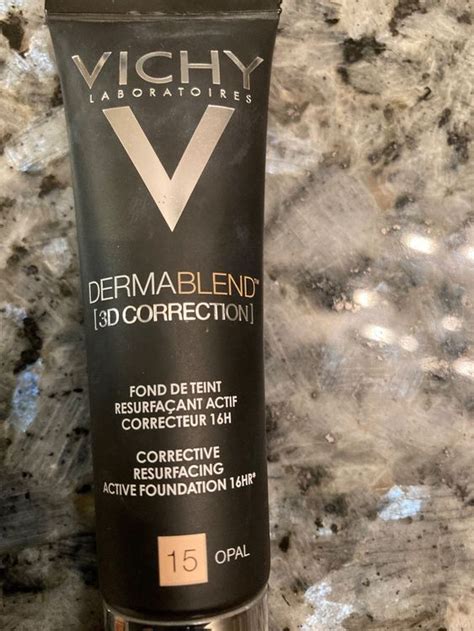 VICHY
LABORATOIRES
V
DERMABLEND™
[3D CORRECTION]
FOND DE TEINT
RESURFAÇANT ACTIF
CORRECTEUR 16H
CORRECTIVE
RESURFACING
ACTIVE FOUNDATION 16HR*
15 OPAL